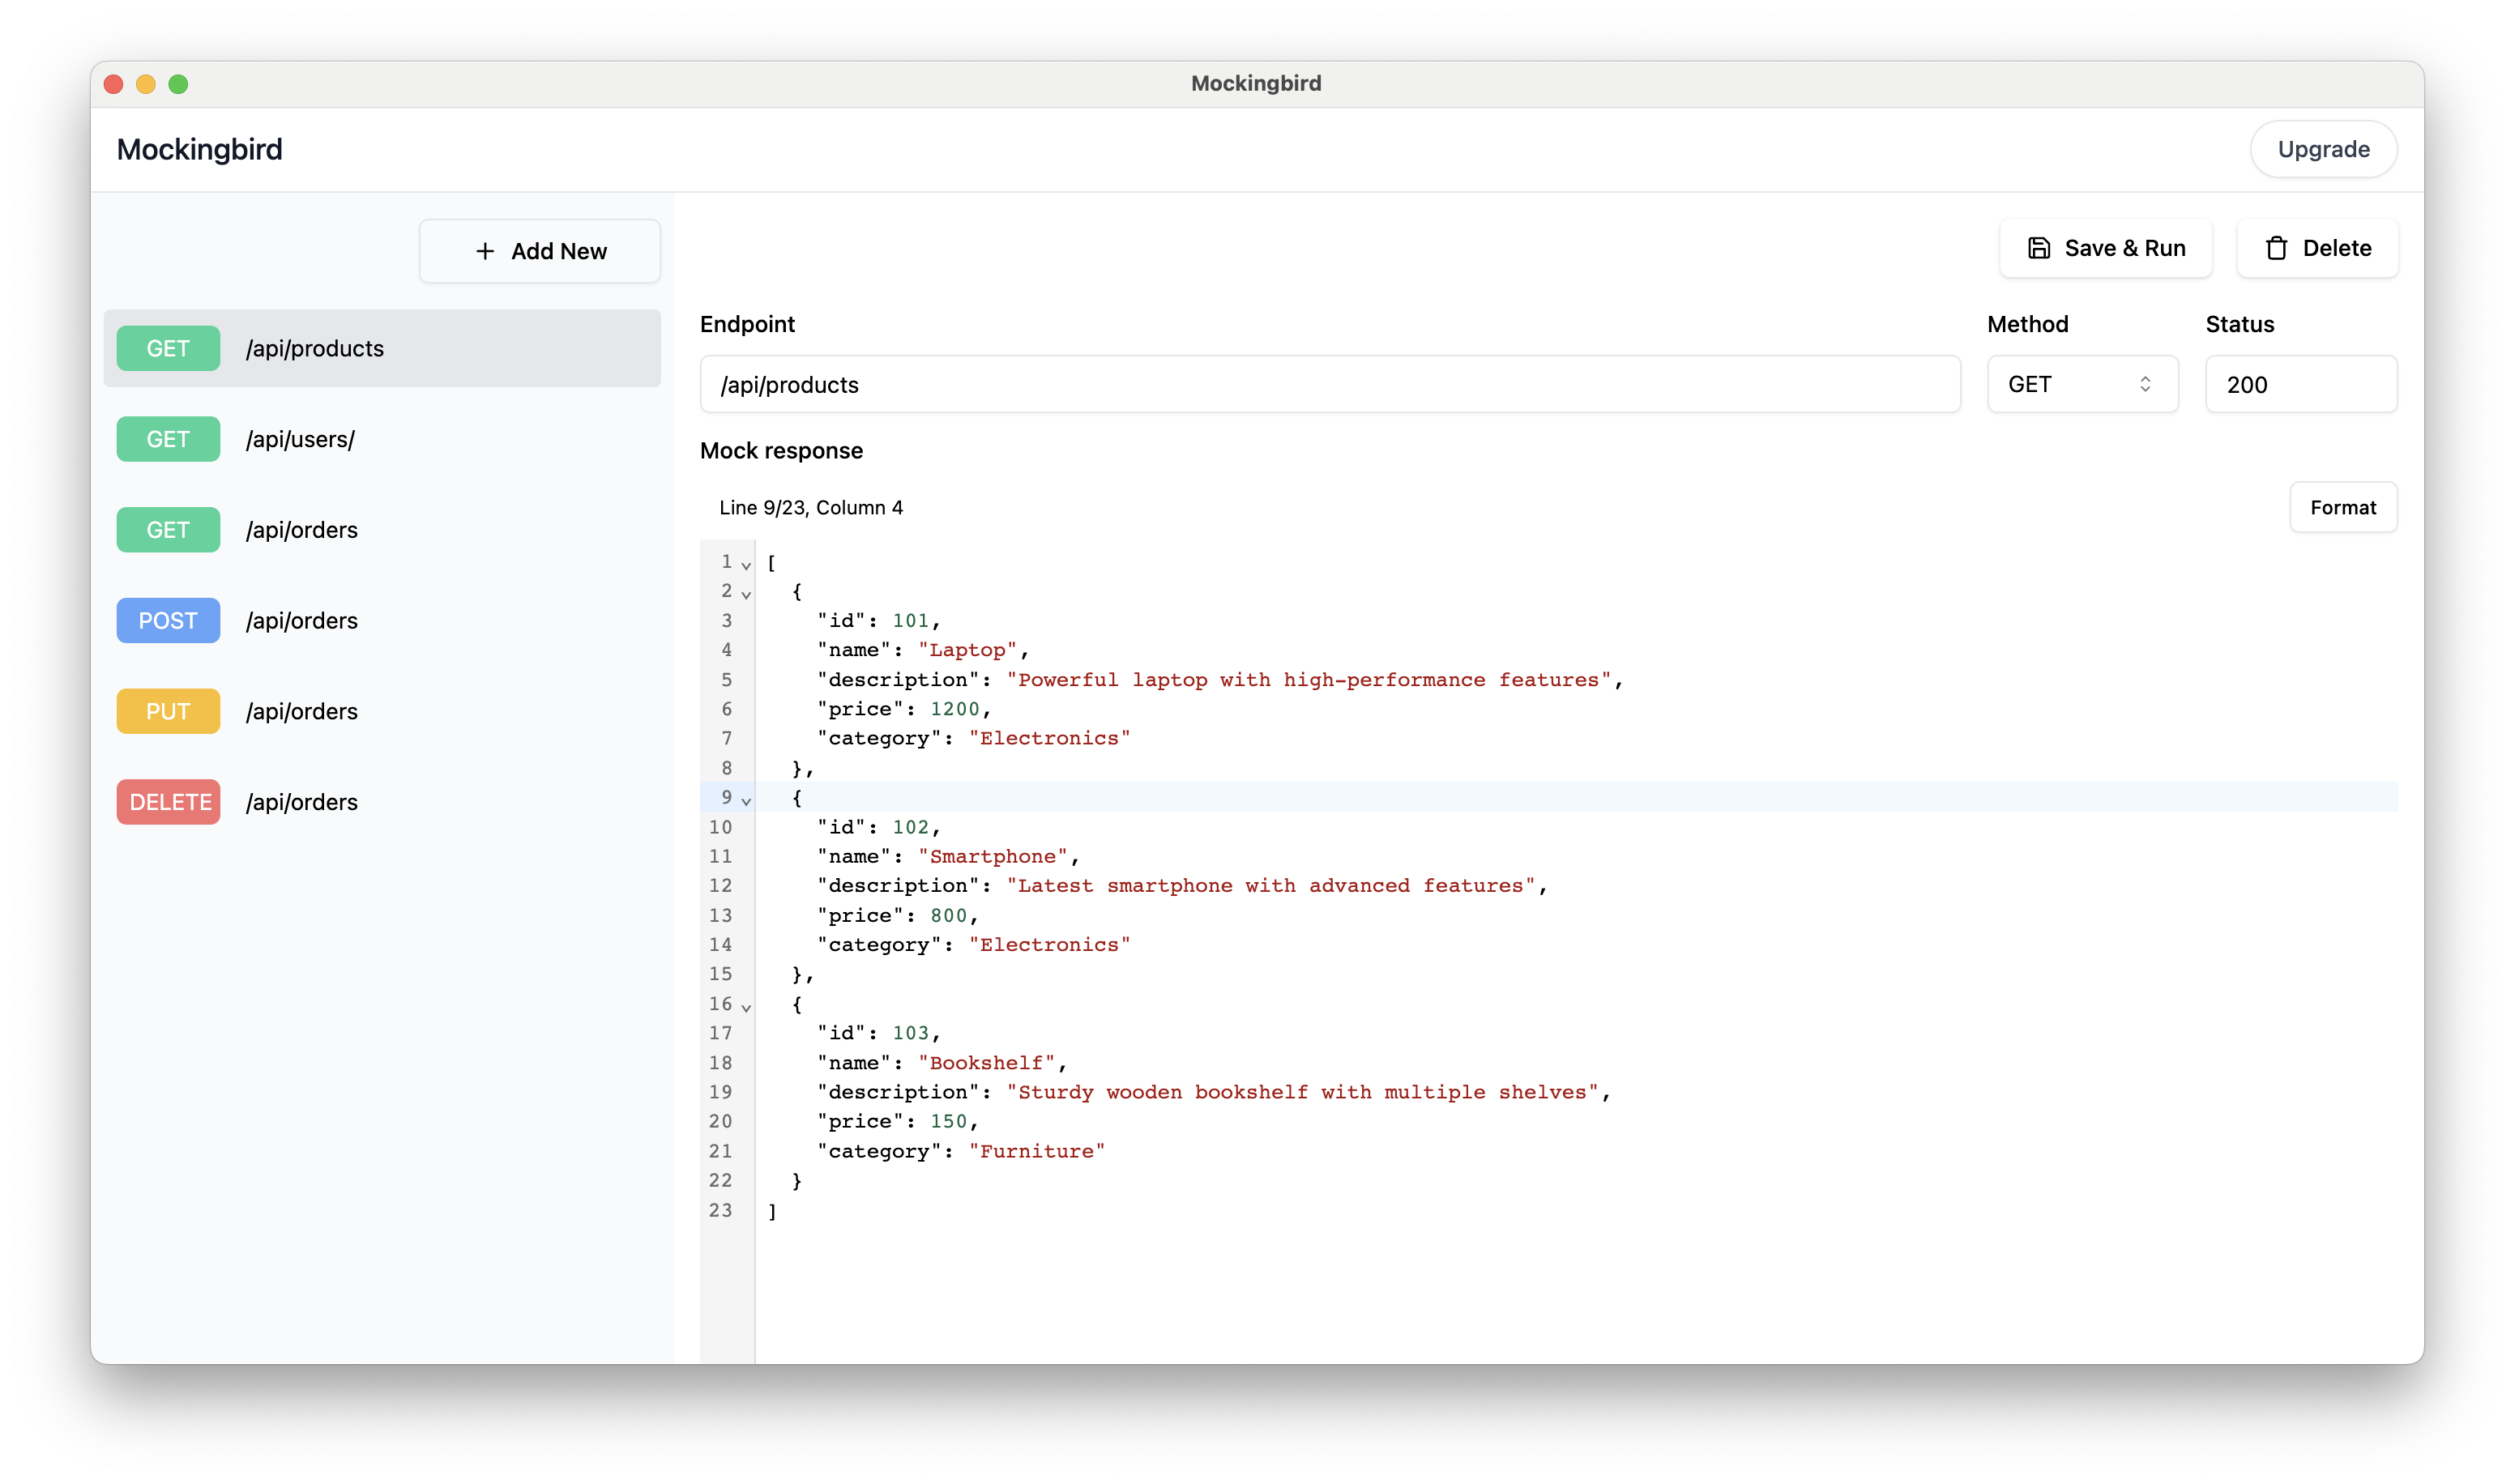 Mockingbird
Mockingbird
Upgrade
+ Add New
GET /api/products
GET /api/users/
GET /api/orders
POST /api/orders
PUT /api/orders
DELETE /api/orders
Save & Run
Delete
Endpoint Method Status
/api/products GET 200
Mock response
Line 9/23, Column 4
Format
1 [
2   {
3     "id": 101,
4     "name": "Laptop",
5     "description": "Powerful laptop with high-performance features",
6     "price": 1200,
7     "category": "Electronics"
8   },
9   {
10     "id": 102,
11     "name": "Smartphone",
12     "description": "Latest smartphone with advanced features",
13     "price": 800,
14     "category": "Electronics"
15   },
16   {
17     "id": 103,
18     "name": "Bookshelf",
19     "description": "Sturdy wooden bookshelf with multiple shelves",
20     "price": 150,
21     "category": "Furniture"
22   }
23 ]